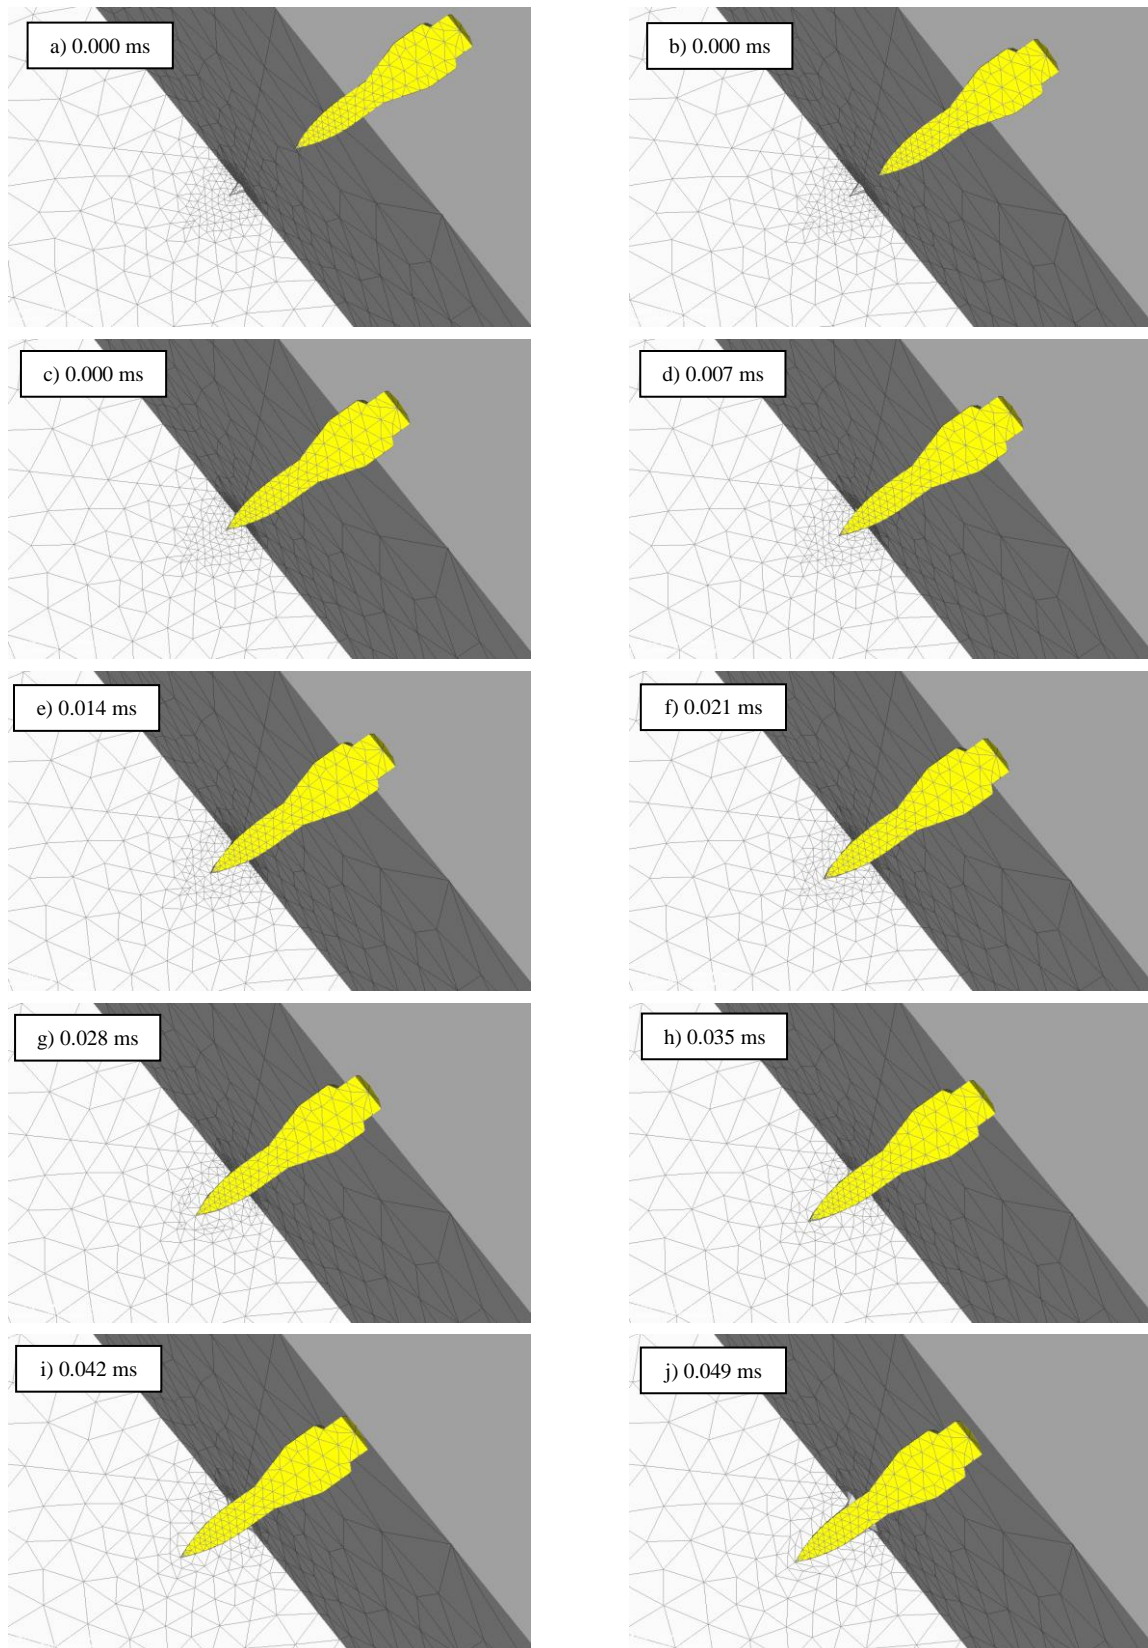 a) 0.000 ms
b) 0.000 ms
c) 0.000 ms
d) 0.007 ms
e) 0.014 ms
f) 0.021 ms
g) 0.028 ms
h) 0.035 ms
i) 0.042 ms
j) 0.049 ms